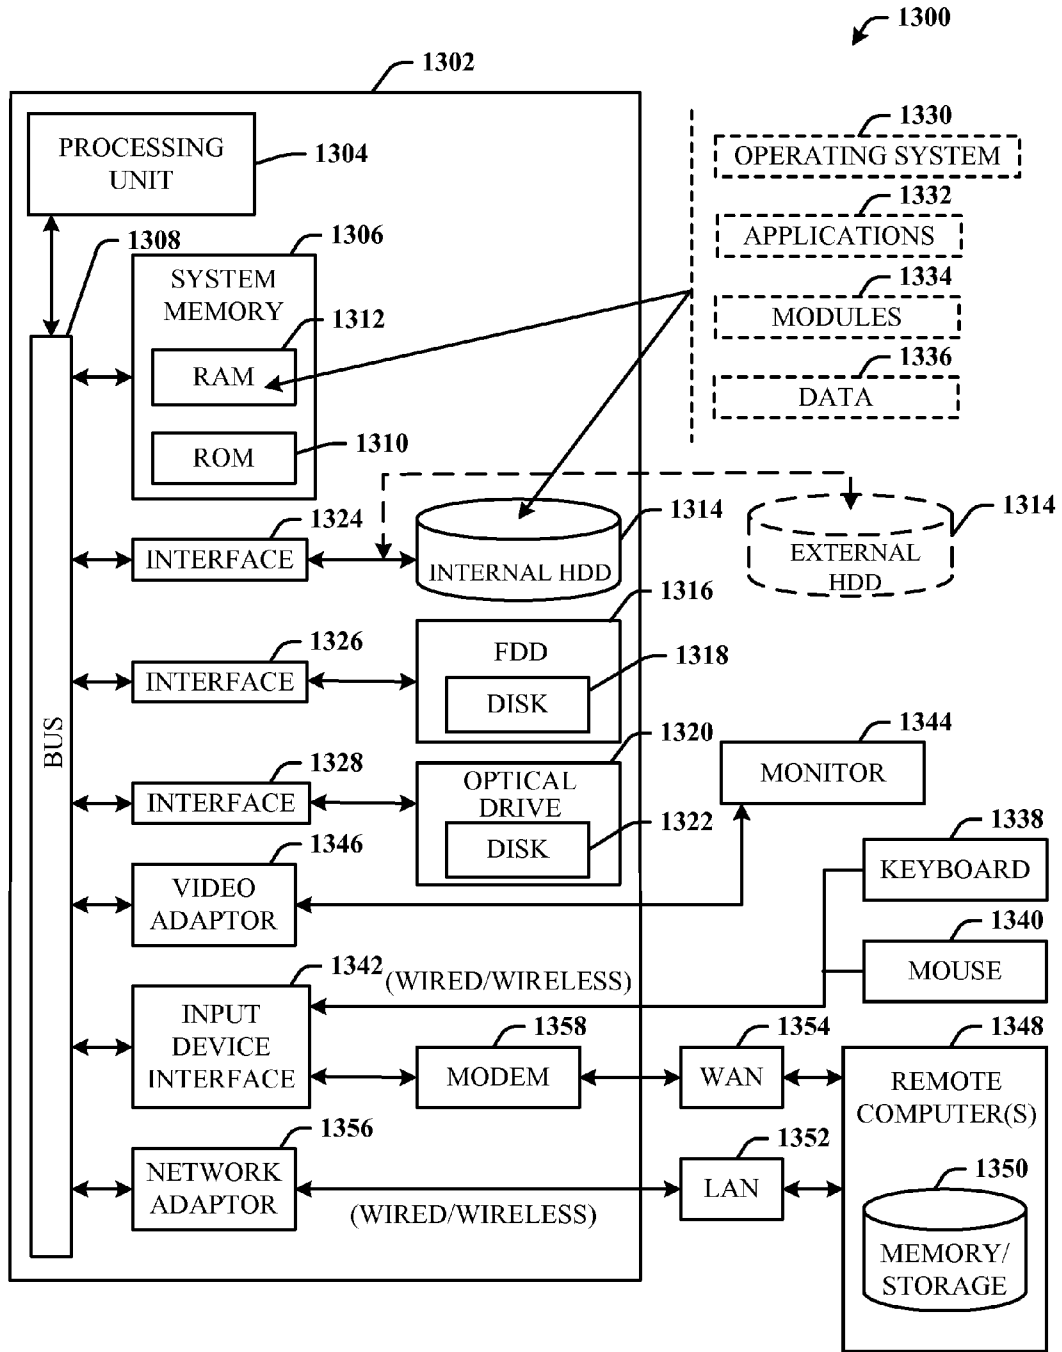 1300
1302
PROCESSING
UNIT
1304
1330
OPERATING SYSTEM
1332
APPLICATIONS
1334
MODULES
1336
DATA
1308
1306
SYSTEM
MEMORY
1312
RAM
1310
ROM
BUS
1324
INTERFACE
1314
INTERNAL HDD
1314
EXTERNAL
HDD
1316
FDD
1326
INTERFACE
1318
DISK
1320
OPTICAL
DRIVE
1328
INTERFACE
1322
DISK
1344
MONITOR
1346
VIDEO
ADAPTOR
1338
KEYBOARD
1340
MOUSE
1342
INPUT
DEVICE
INTERFACE
(WIRED/WIRELESS)
1358
MODEM
1354
WAN
1348
REMOTE
COMPUTER(S)
1356
NETWORK
ADAPTOR
(WIRED/WIRELESS)
1352
LAN
1350
MEMORY/
STORAGE